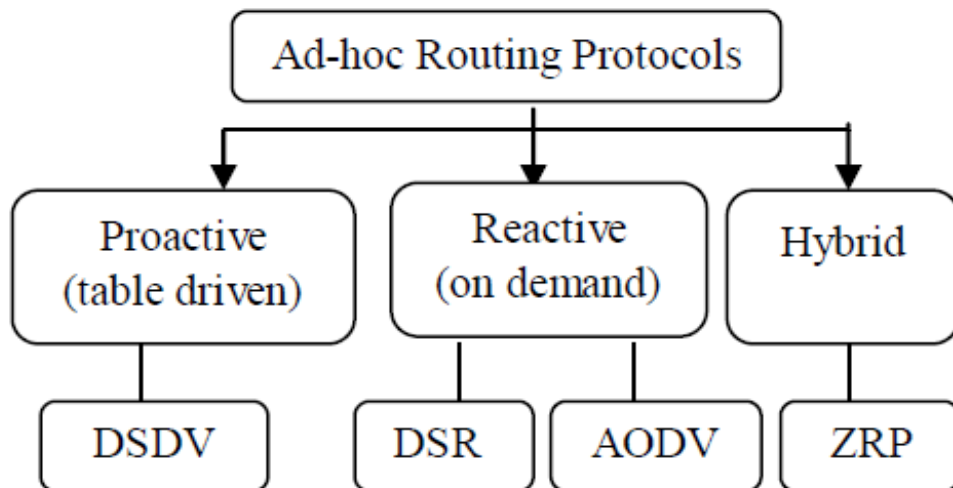 Ad-hoc Routing Protocols
Proactive
(table driven)
Reactive
(on demand)
Hybrid
DSDV
DSR
AODV
ZRP